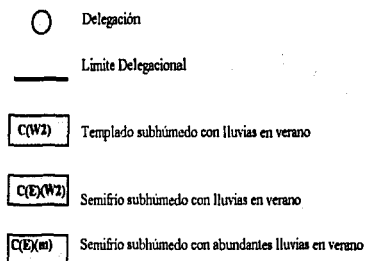 Delegación
Limite Delegacional
C(W2) Templado subhúmedo con lluvias en verano
C(E)(W2) Semifrio subhúmedo con lluvias en verano
C(E)(m) Semifrio subhúmedo con abundantes lluvias en verano